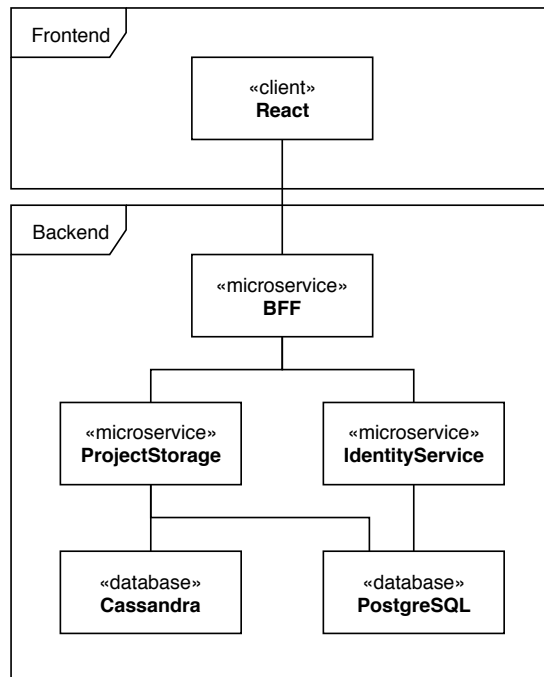 Frontend
«client»
React
Backend
«microservice»
BFF
«microservice»
ProjectStorage
«microservice»
IdentityService
«database»
Cassandra
«database»
PostgreSQL